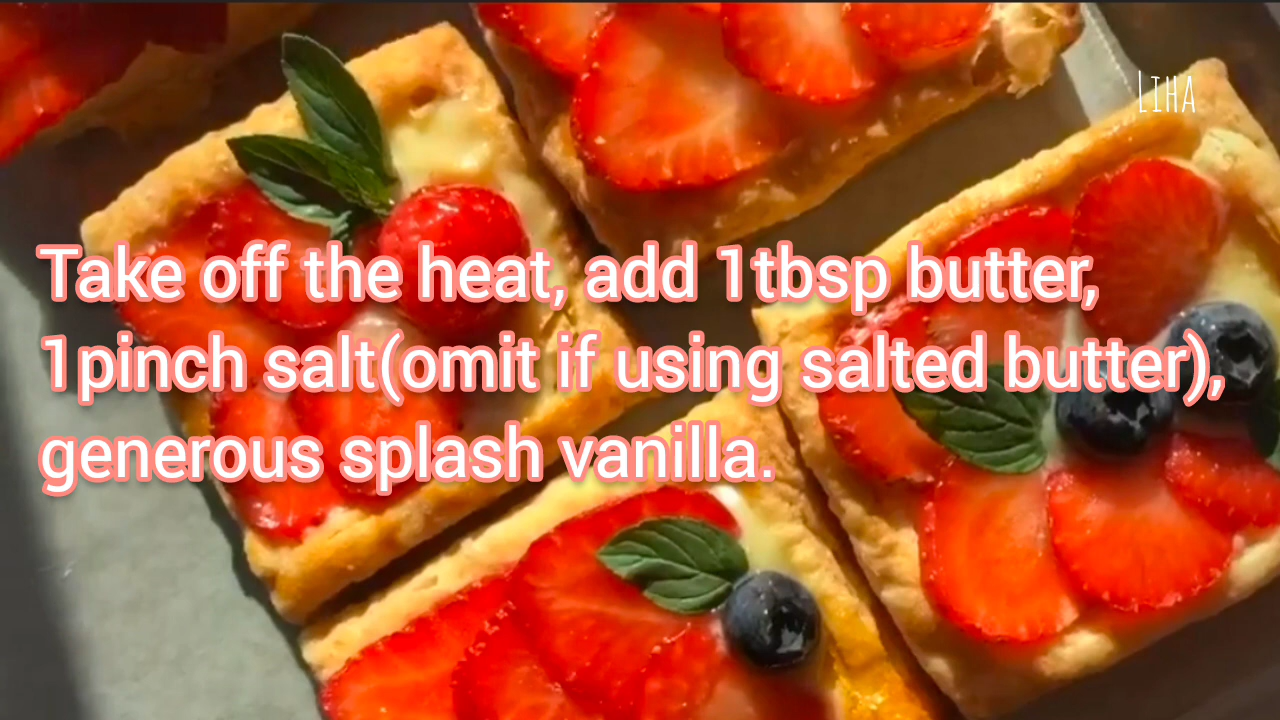 LIHA
Take off the heat, add 1tbsp butter,
1pinch salt(omit if using salted butter),
generous splash vanilla.